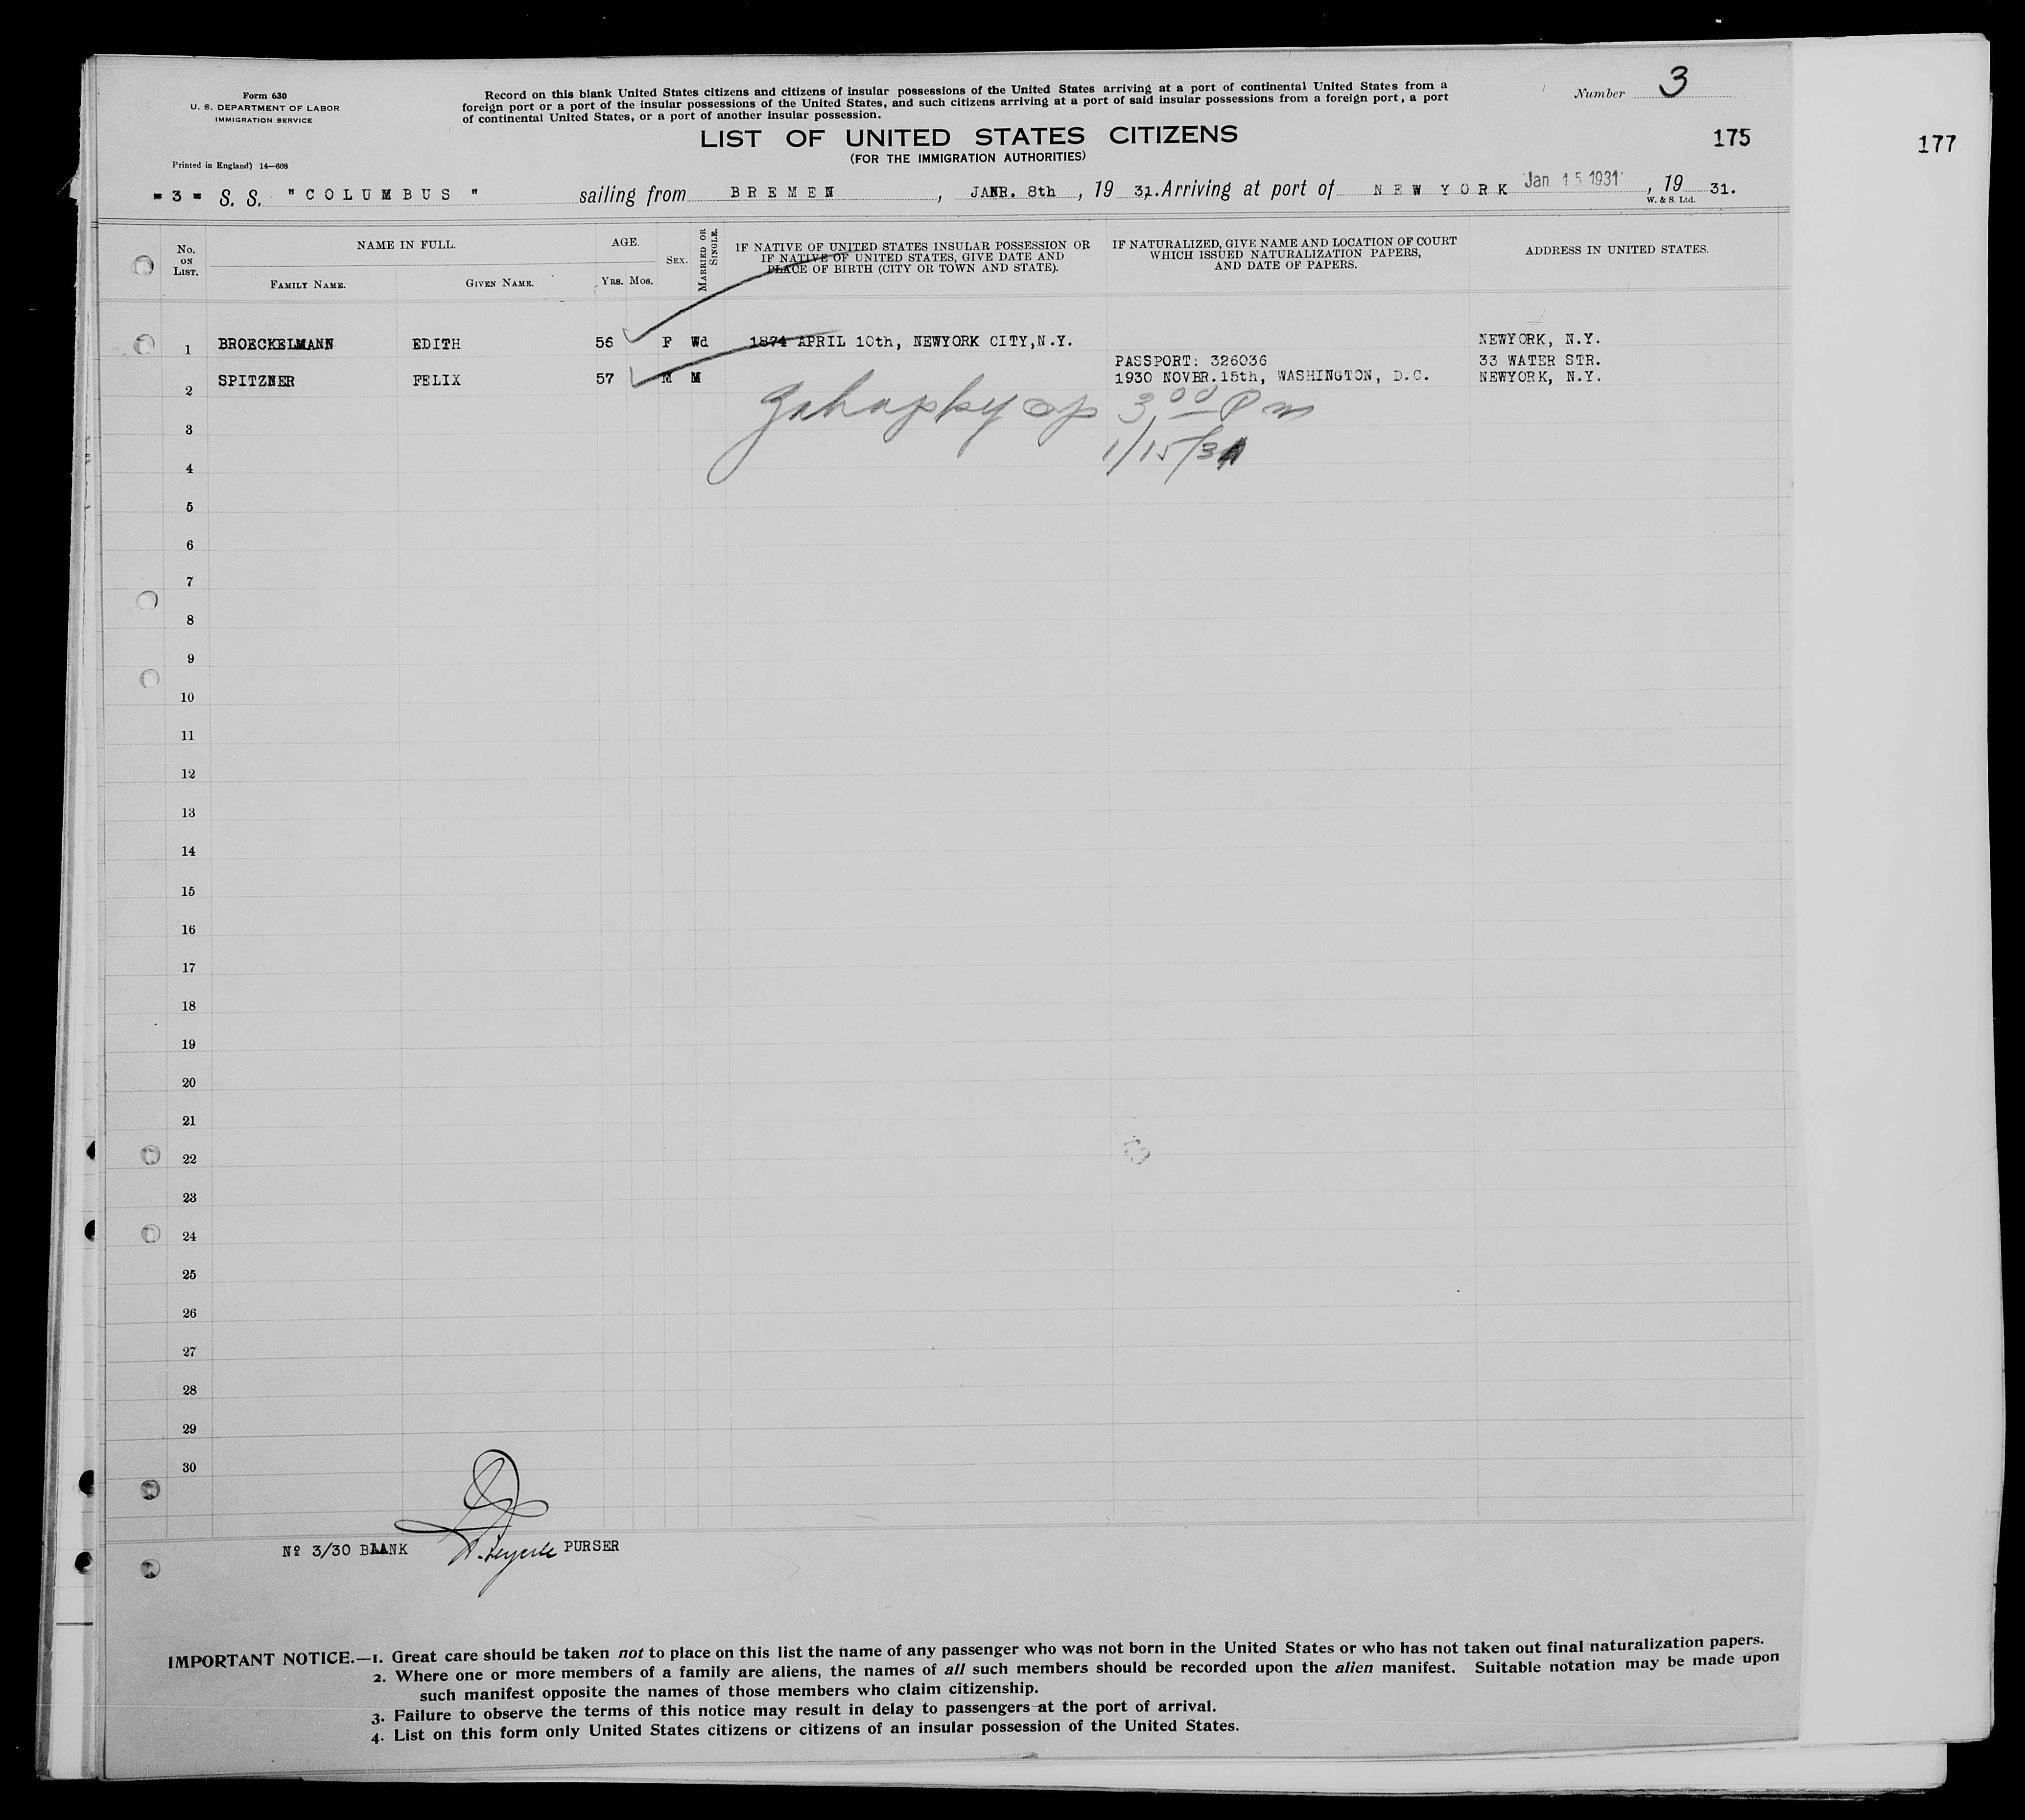 Form 630
U. S. DEPARTMENT OF LABOR
IMMIGRATION SERVICE
Printed in England) 14—608
Record on this blank United States citizens and citizens of insular possessions of the United States arriving at a port of continental United States from a
foreign port or a port of the insular possessions of the United States, and such citizens arriving at a port of said insular possessions from a foreign port, a port
of continental United States, or a port of another insular possession.
Number 3
LIST OF UNITED STATES CITIZENS
(FOR THE IMMIGRATION AUTHORITIES)
175
177
= 3 = S. S. "COLUMBUS" sailing from BREMEN, JANR. 8th, 19 31. Arriving at port of NEW YORK Jan 15 1931, 19 31.
W. & S. Ltd.
No. ON LIST.
NAME IN FULL.
FAMILY NAME. GIVEN NAME.
AGE.
YRS. MOS.
SEX.
MARRIED OR SINGLE.
IF NATIVE OF UNITED STATES INSULAR POSSESSION OR
IF NATIVE OF UNITED STATES, GIVE DATE AND
PLACE OF BIRTH (CITY OR TOWN AND STATE).
IF NATURALIZED, GIVE NAME AND LOCATION OF COURT
WHICH ISSUED NATURALIZATION PAPERS,
AND DATE OF PAPERS.
ADDRESS IN UNITED STATES.
1 BROECKELMANN EDITH 56 F Wd 1874 APRIL 10th, NEWYORK CITY,N.Y. NEWYORK, N.Y.
PASSPORT: 326036 33 WATER STR.
2 SPITZNER FELIX 57 M M 1930 NOVBR.15th, WASHINGTON, D.C. NEWYORK, N.Y.
3 00 Pm
3
1/15/31
4
5
6
7
8
9
10
11
12
13
14
15
16
17
18
19
20
21
22
23
24
25
26
27
28
29
30
Nº 3/30 BLANK PURSER
IMPORTANT NOTICE.—1. Great care should be taken not to place on this list the name of any passenger who was not born in the United States or who has not taken out final naturalization papers.
2. Where one or more members of a family are aliens, the names of all such members should be recorded upon the alien manifest. Suitable notation may be made upon
such manifest opposite the names of those members who claim citizenship.
3. Failure to observe the terms of this notice may result in delay to passengers at the port of arrival.
4. List on this form only United States citizens or citizens of an insular possession of the United States.